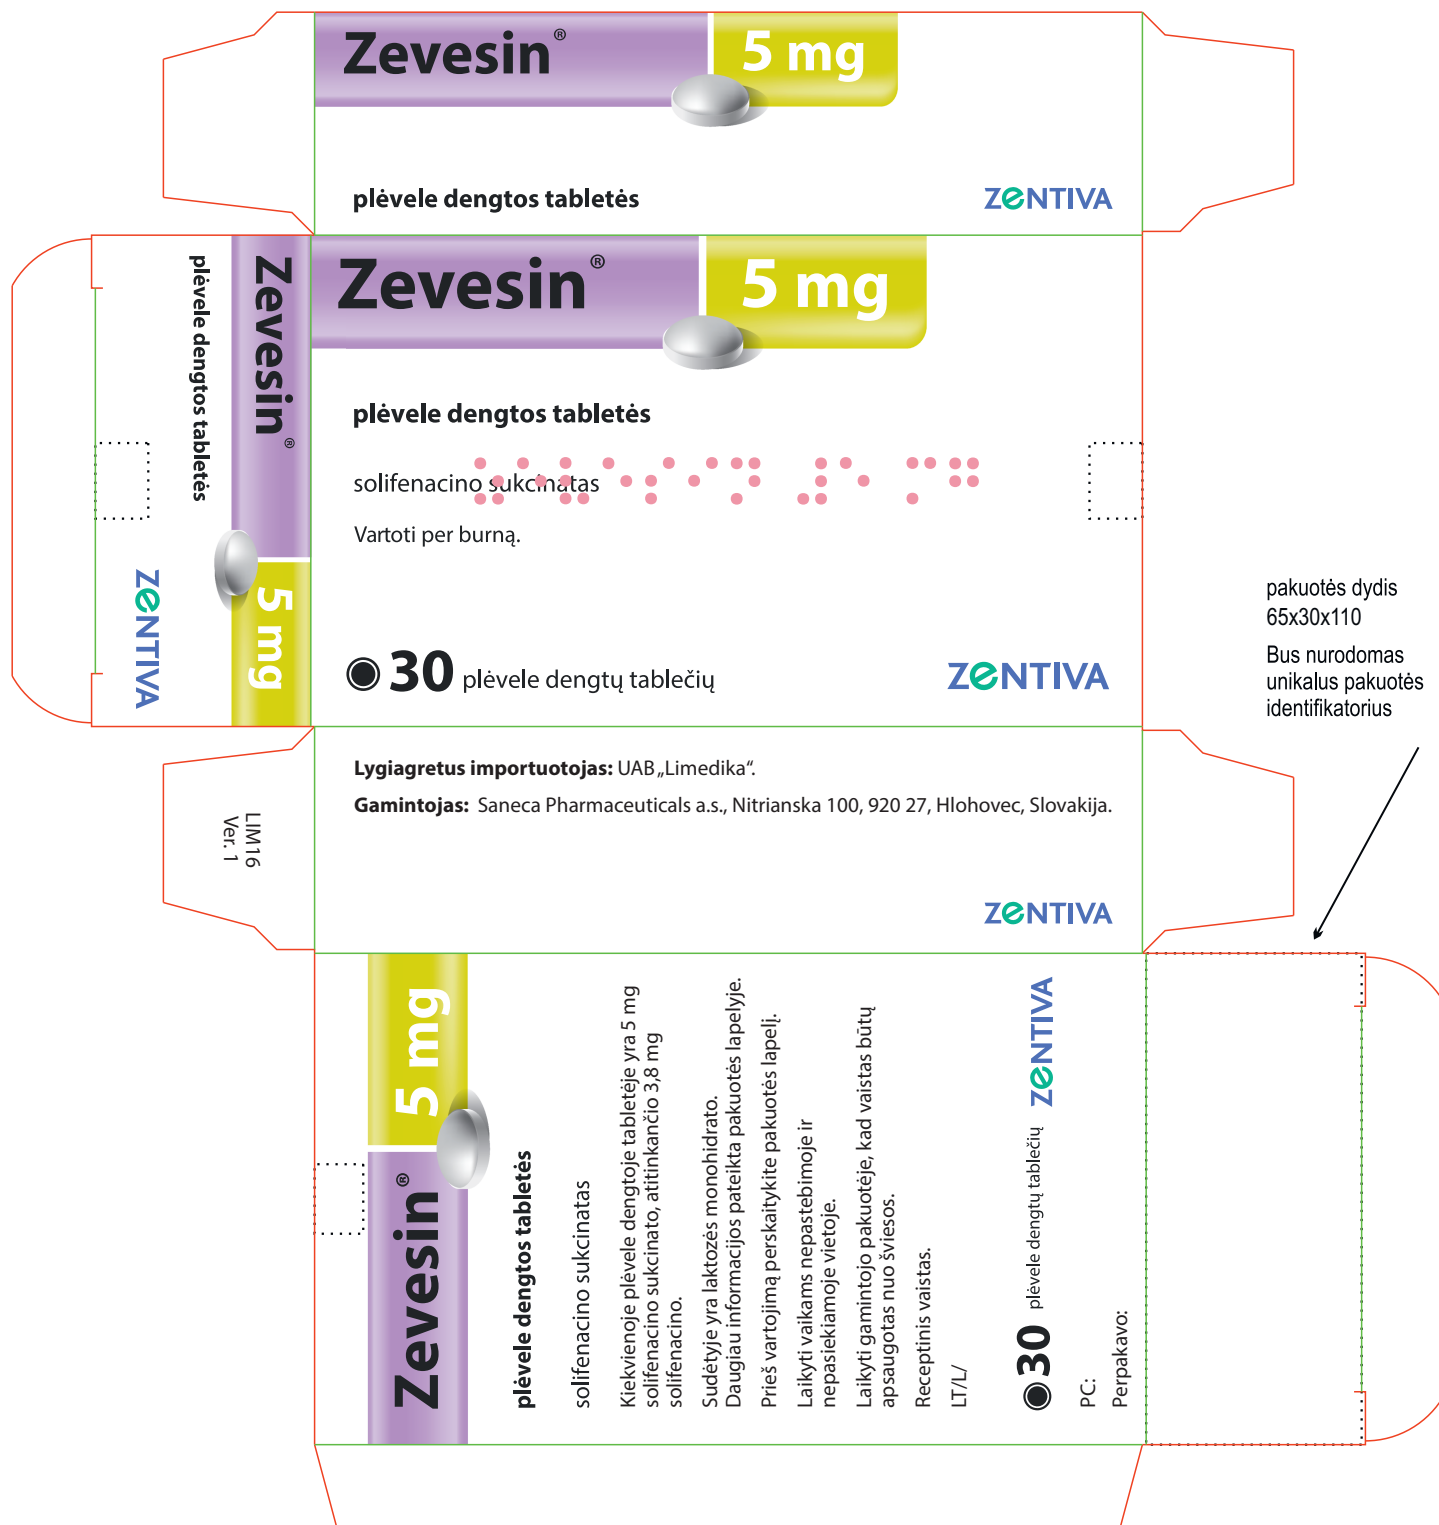 Zevesin® 5 mg
plėvele dengtos tabletės
ZENTIVA
Zevesin® 5 mg
plėvele dengtos tabletės
ZENTIVA
Zevesin® 5 mg
plėvele dengtos tabletės
solifenacino sukcinatas
Vartoti per burną.
30 plėvele dengtų tablečių
ZENTIVA
pakuotės dydis
65x30x110
Bus nurodomas
unikalus pakuotės
identifikatorius
Lygiagretus importuotojas: UAB „Limedika“.
Gamintojas: Saneca Pharmaceuticals a.s., Nitrianska 100, 920 27, Hlohovec, Slovakija.
ZENTIVA
LIM16
Ver. 1
Zevesin® 5 mg
plėvele dengtos tabletės
solifenacino sukcinatas
Kiekvienoje plėvele dengtoje tabletėje yra 5 mg
solifenacino sukcinato, atitinkančio 3,8 mg
solifenacino.
Sudėtyje yra laktozės monohidrato.
Daugiau informacijos pateikta pakuotės lapelyje.
Prieš vartojimą perskaitykite pakuotės lapelį.
Laikyti vaikams nepastebimoje ir
nepasiekiamoje vietoje.
Laikyti gamintojo pakuotėje, kad vaistas būtų
apsaugotas nuo šviesos.
Receptinis vaistas.
LT/L/
30 plėvele dengtų tablečių
ZENTIVA
PC:
Perpakavo: